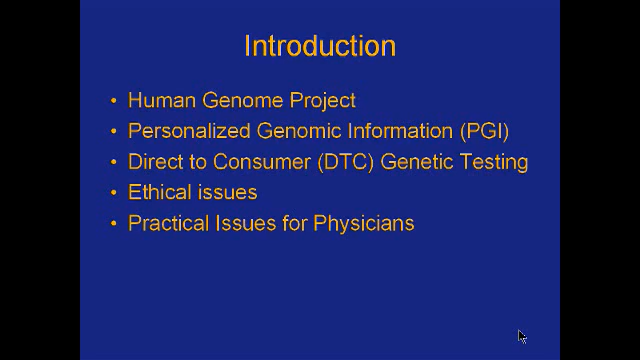 Introduction
• Human Genome Project
• Personalized Genomic Information (PGI)
• Direct to Consumer (DTC) Genetic Testing
• Ethical issues
• Practical Issues for Physicians